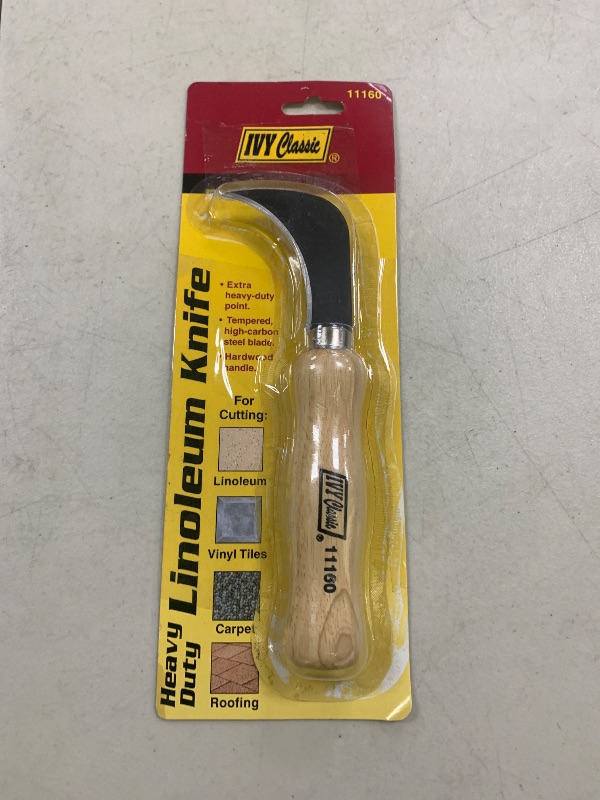 11160
IVY Classic ®
Heavy
Duty
Linoleum Knife
• Extra
heavy-duty
point.
• Tempered,
high-carbon
steel blade.
• Hardwood
handle.
For
Cutting:
Linoleum
Vinyl Tiles
Carpet
Roofing
IVY Classic ®
11160